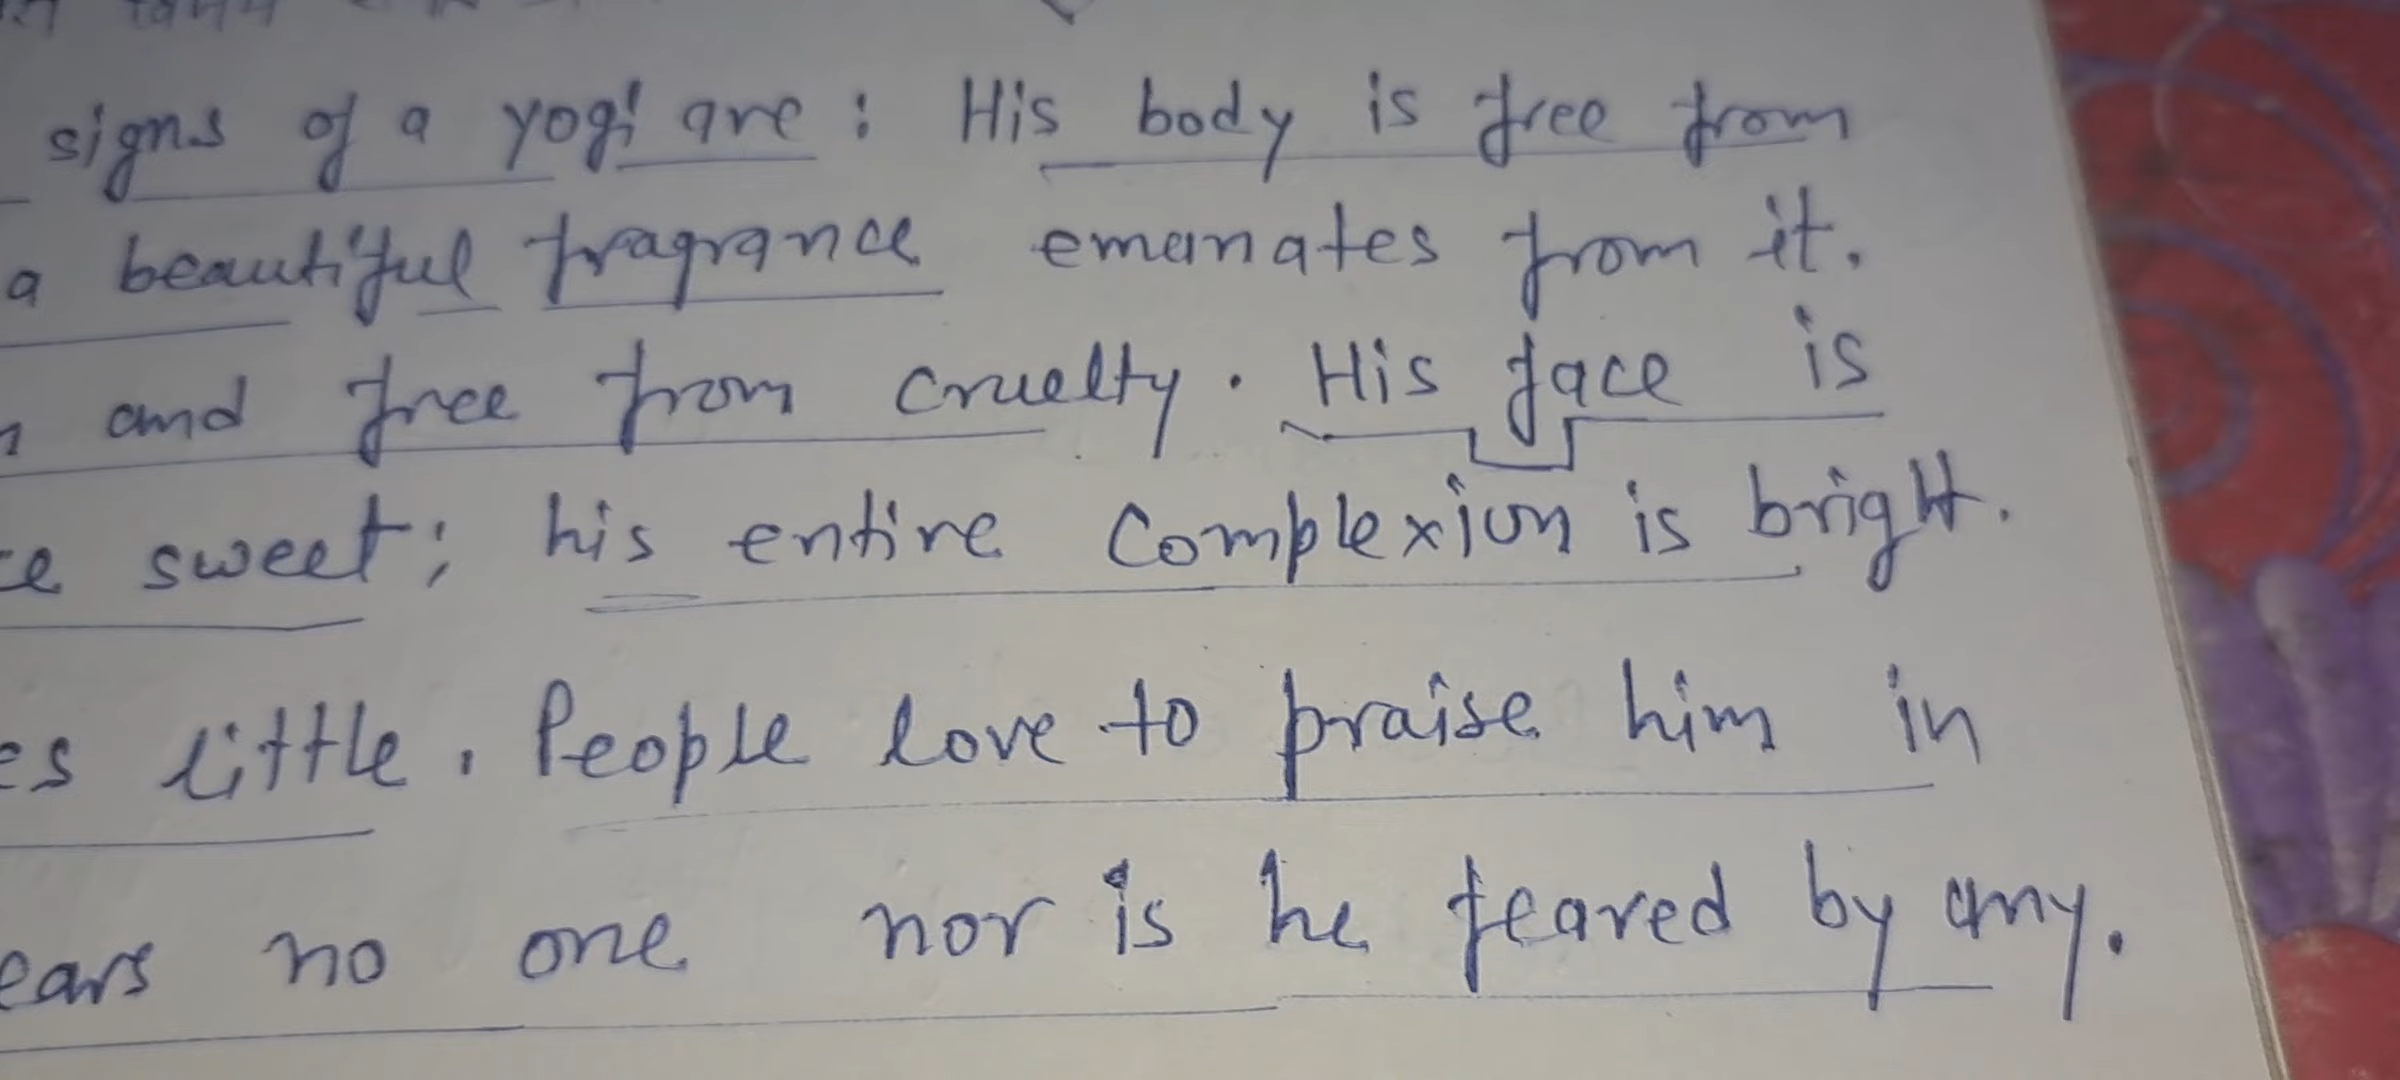 signs of a yogi are : His body is free from
a beautiful fragrance emanates from it.
and free from cruelty. His face is
sweet; his entire complexion is bright.
little. People love to praise him in
no one nor is he feared by any.